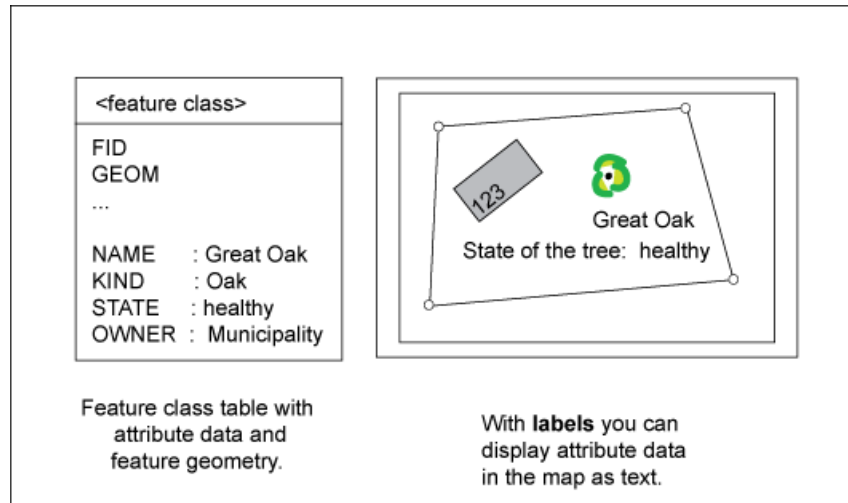 <feature class>
FID
GEOM
...
NAME : Great Oak
KIND : Oak
STATE : healthy
OWNER : Municipality
123
Great Oak
State of the tree: healthy
Feature class table with
attribute data and
feature geometry.
With labels you can
display attribute data
in the map as text.